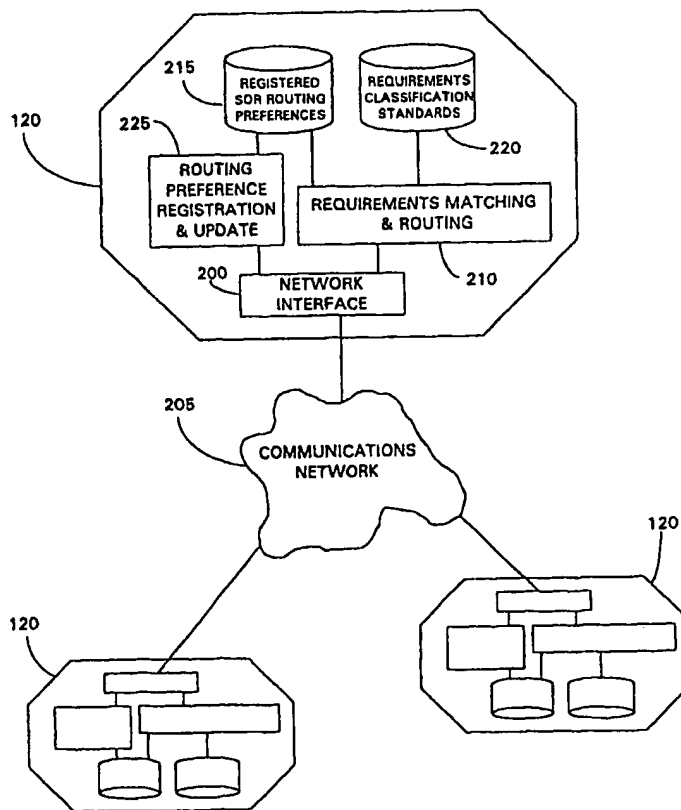 215
REGISTERED
SOR ROUTING
PREFERENCES
REQUIREMENTS
CLASSIFICATION
STANDARDS
120
225
220
ROUTING
PREFERENCE
REGISTRATION
& UPDATE
REQUIREMENTS MATCHING
& ROUTING
200
NETWORK
INTERFACE
210
205
COMMUNICATIONS
NETWORK
120
120